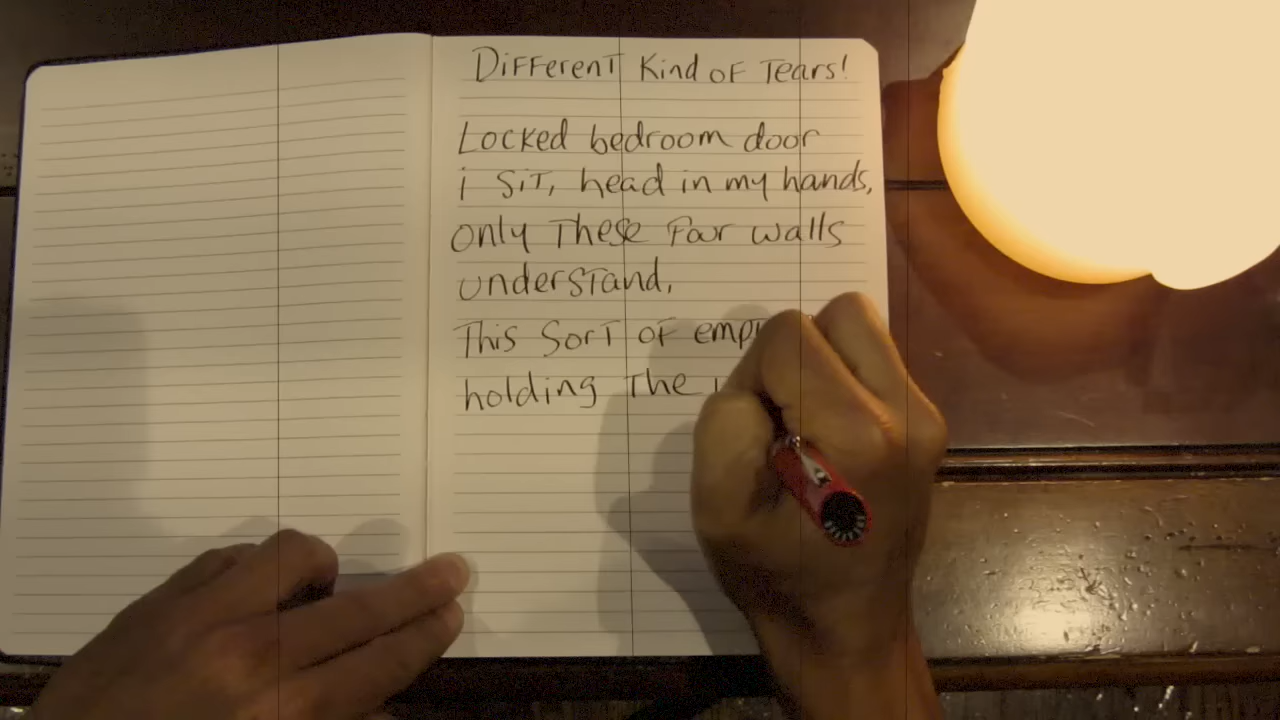 Different Kind of Tears!
Locked bedroom door
i sit, head in my hands,
only these four walls
understand,
This sort of
holding the